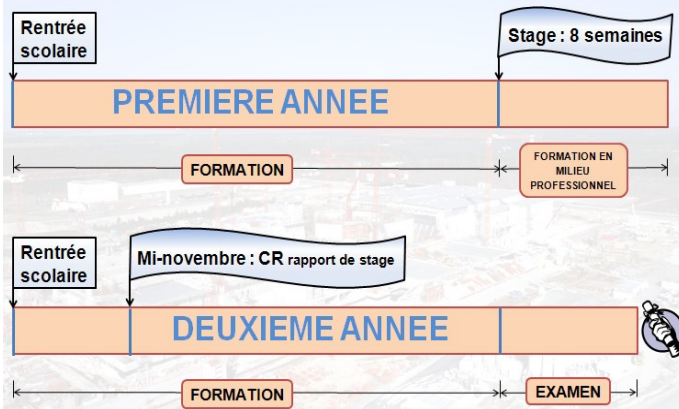 Rentrée
scolaire
Stage : 8 semaines
PREMIERE ANNEE
FORMATION
FORMATION EN
MILIEU
PROFESSIONNEL
Rentrée
scolaire
Mi-novembre : CR rapport de stage
DEUXIEME ANNEE
FORMATION
EXAMEN